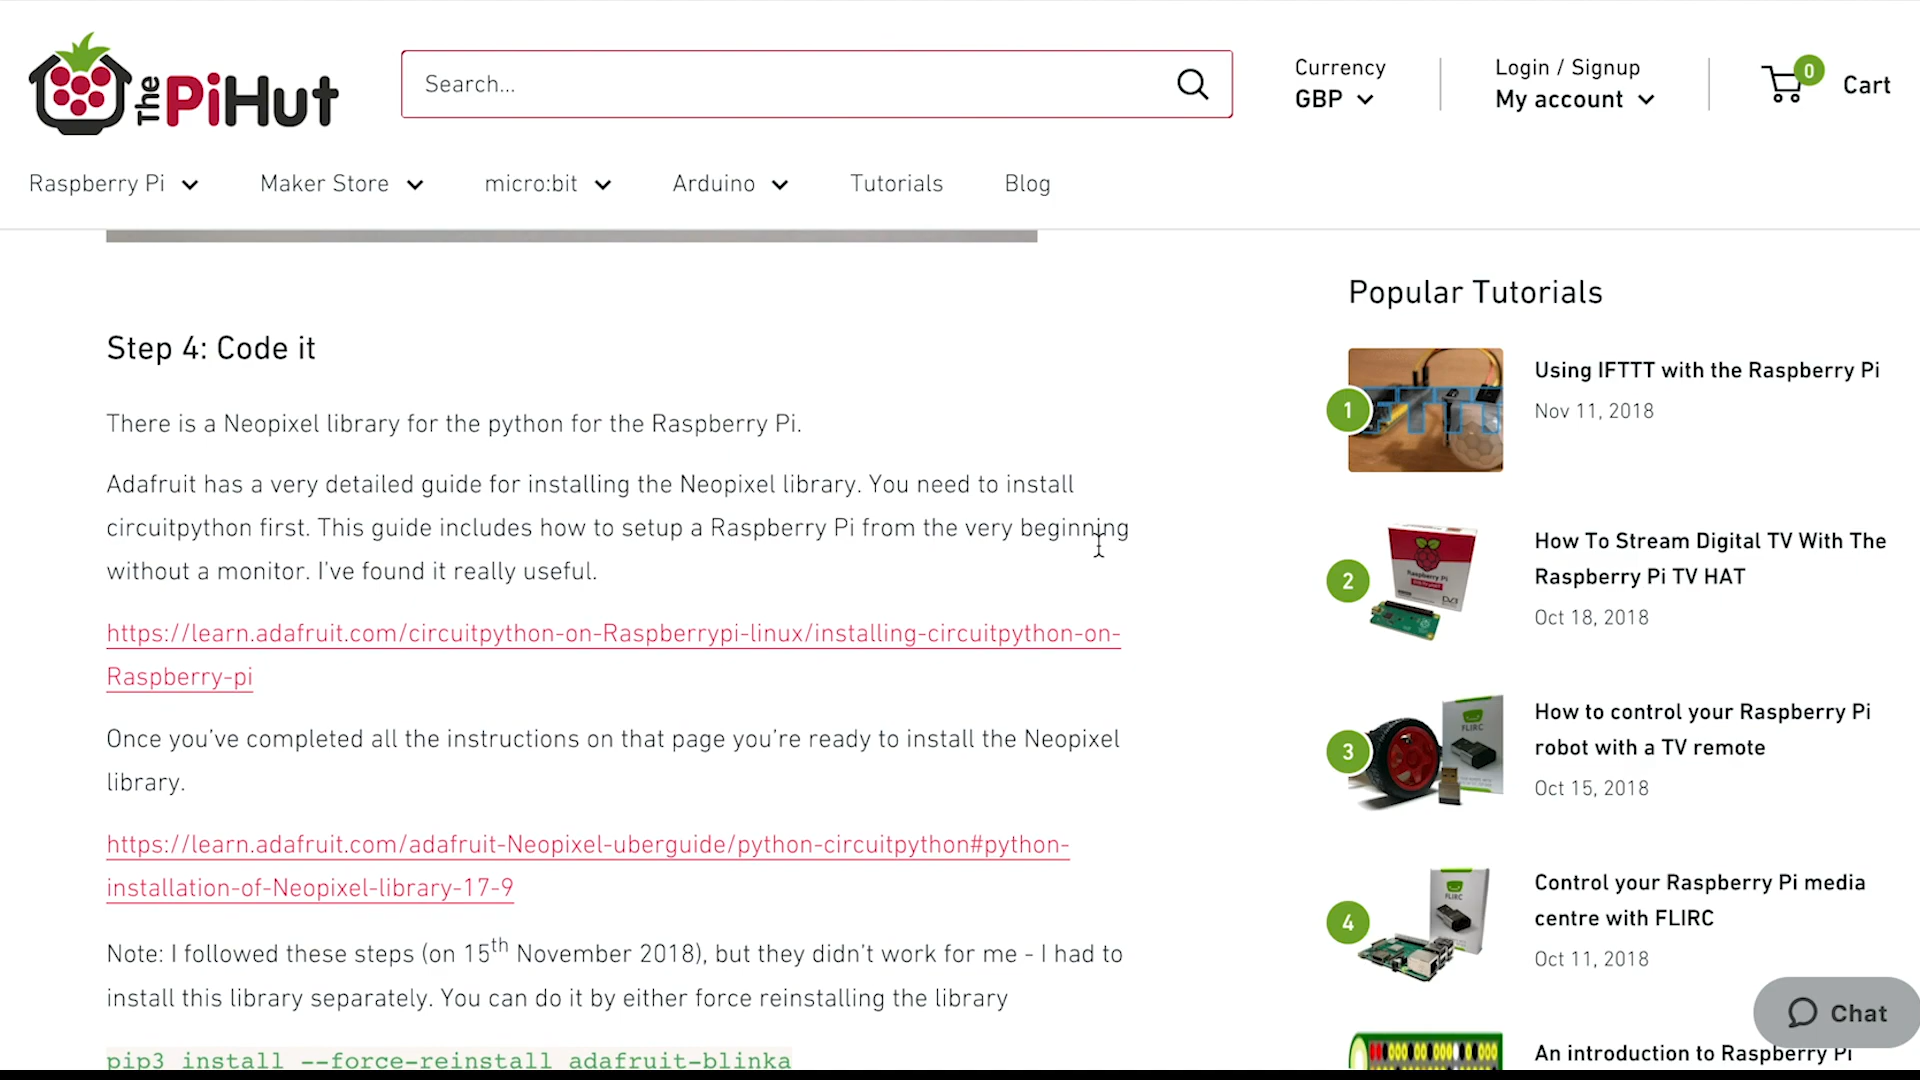 The PiHut
Search...
Currency
GBP
Login / Signup
My account
0
Cart
Raspberry Pi
Maker Store
micro:bit
Arduino
Tutorials
Blog
Step 4: Code it
There is a Neopixel library for the python for the Raspberry Pi.
Adafruit has a very detailed guide for installing the Neopixel library. You need to install
circuitpython first. This guide includes how to setup a Raspberry Pi from the very beginning
without a monitor. I've found it really useful.
https://learn.adafruit.com/circuitpython-on-Raspberrypi-linux/installing-circuitpython-on-
Raspberry-pi
Once you've completed all the instructions on that page you're ready to install the Neopixel
library.
https://learn.adafruit.com/adafruit-Neopixel-uberguide/python-circuitpython#python-
installation-of-Neopixel-library-17-9
Note: I followed these steps (on 15th November 2018), but they didn't work for me - I had to
install this library separately. You can do it by either force reinstalling the library
pip3 install --force-reinstall adafruit-blinka
Popular Tutorials
1
IFTTT
Using IFTTT with the Raspberry Pi
Nov 11, 2018
2
Raspberry Pi
How To Stream Digital TV With The
Raspberry Pi TV HAT
Oct 18, 2018
3
FLIRC
How to control your Raspberry Pi
robot with a TV remote
Oct 15, 2018
4
FLIRC
Control your Raspberry Pi media
centre with FLIRC
Oct 11, 2018
An introduction to Raspberry Pi
Chat